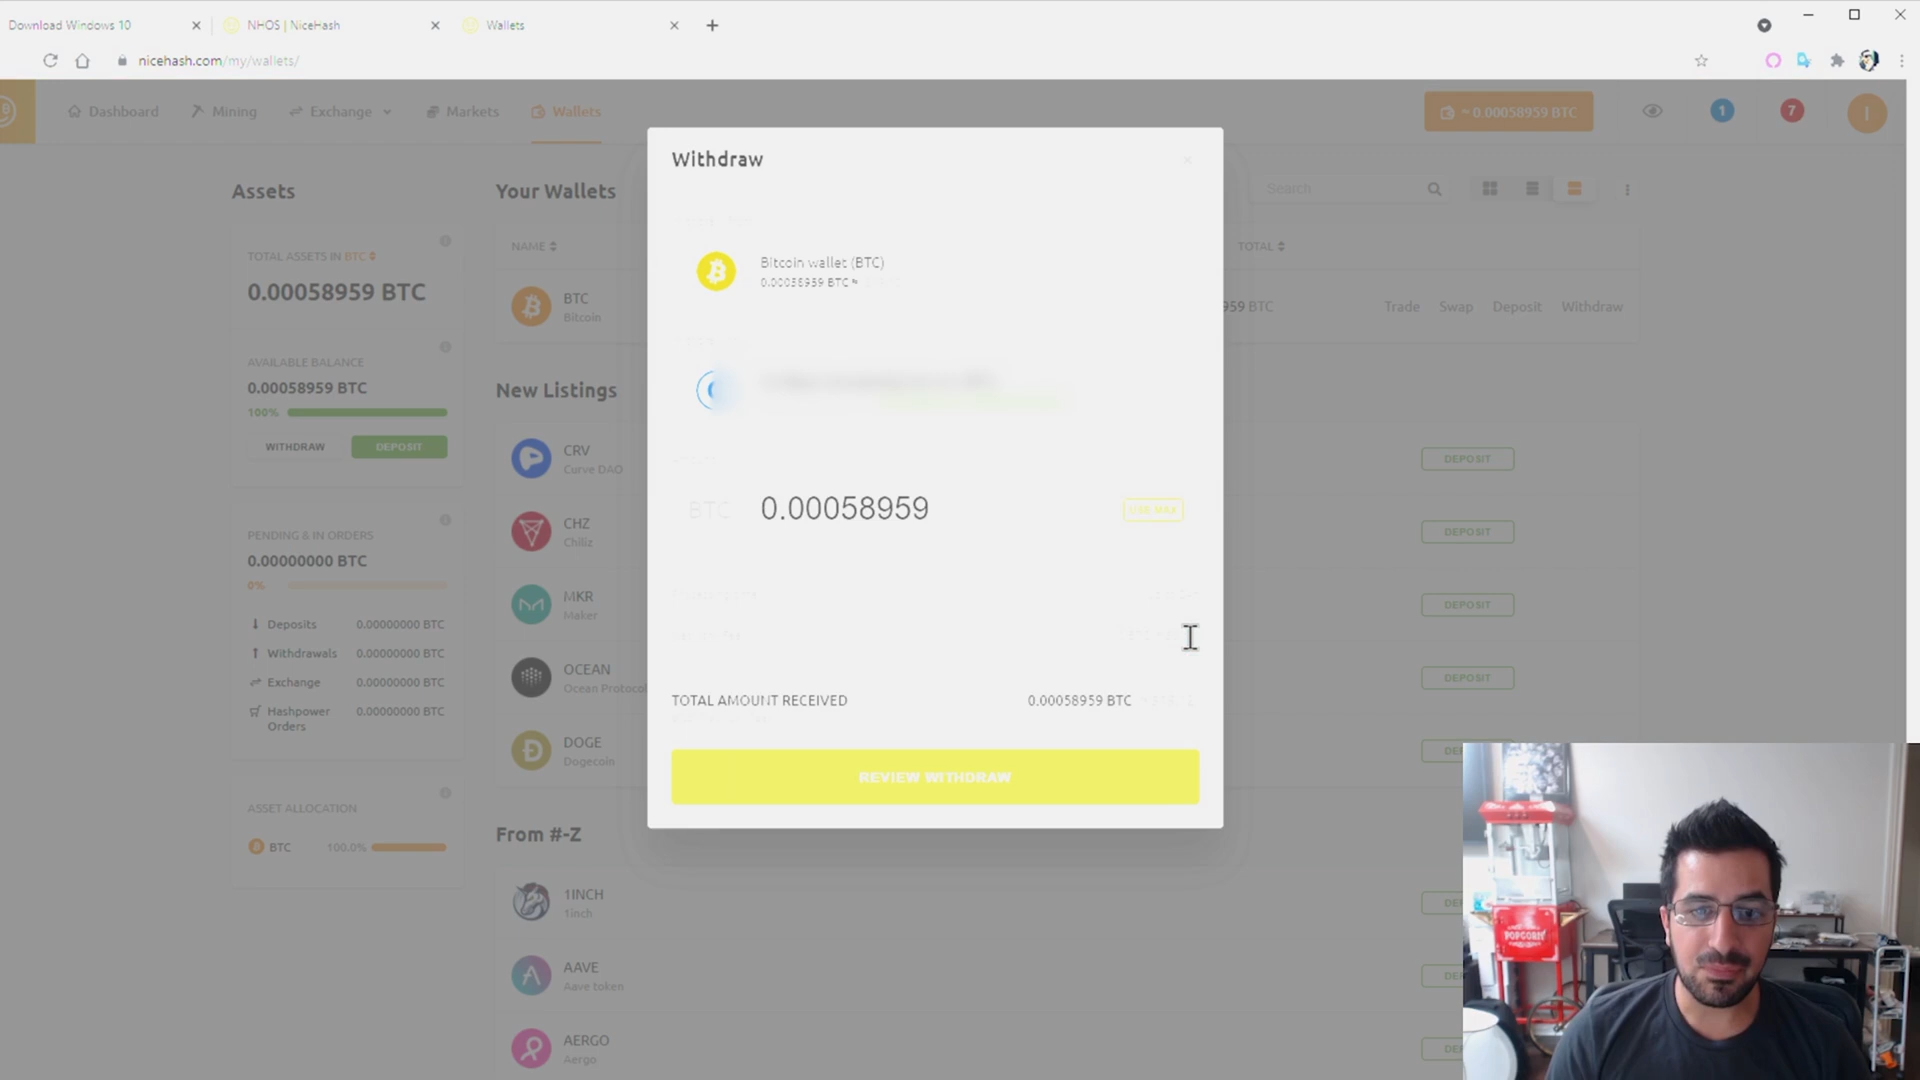 Download Windows 10
NHOS | NiceHash
Wallets
nicehash.com/my/wallets/
Dashboard
Mining
Exchange
Markets
Wallets
≈ 0.00058959 BTC
1
7
I
Assets
TOTAL ASSETS IN BTC
0.00058959 BTC
AVAILABLE BALANCE
0.00058959 BTC
100%
WITHDRAW
DEPOSIT
PENDING & IN ORDERS
0.00000000 BTC
0%
Deposits 0.00000000 BTC
Withdrawals 0.00000000 BTC
Exchange 0.00000000 BTC
Hashpower 0.00000000 BTC
Orders
ASSET ALLOCATION
BTC 100.0%
Your Wallets
Search
NAME
TOTAL
BTC
Bitcoin
959 BTC
Trade
Swap
Deposit
Withdraw
New Listings
CRV
Curve DAO
DEPOSIT
CHZ
Chiliz
DEPOSIT
MKR
Maker
DEPOSIT
OCEAN
Ocean Protocol
DEPOSIT
DOGE
Dogecoin
From #-Z
1INCH
1inch
AAVE
Aave token
AERGO
Aergo
Withdraw
Bitcoin wallet (BTC)
0.00058959 BTC ≈
BTC
0.00058959
USE MAX
TOTAL AMOUNT RECEIVED
0.00058959 BTC
REVIEW WITHDRAW
POPCORN